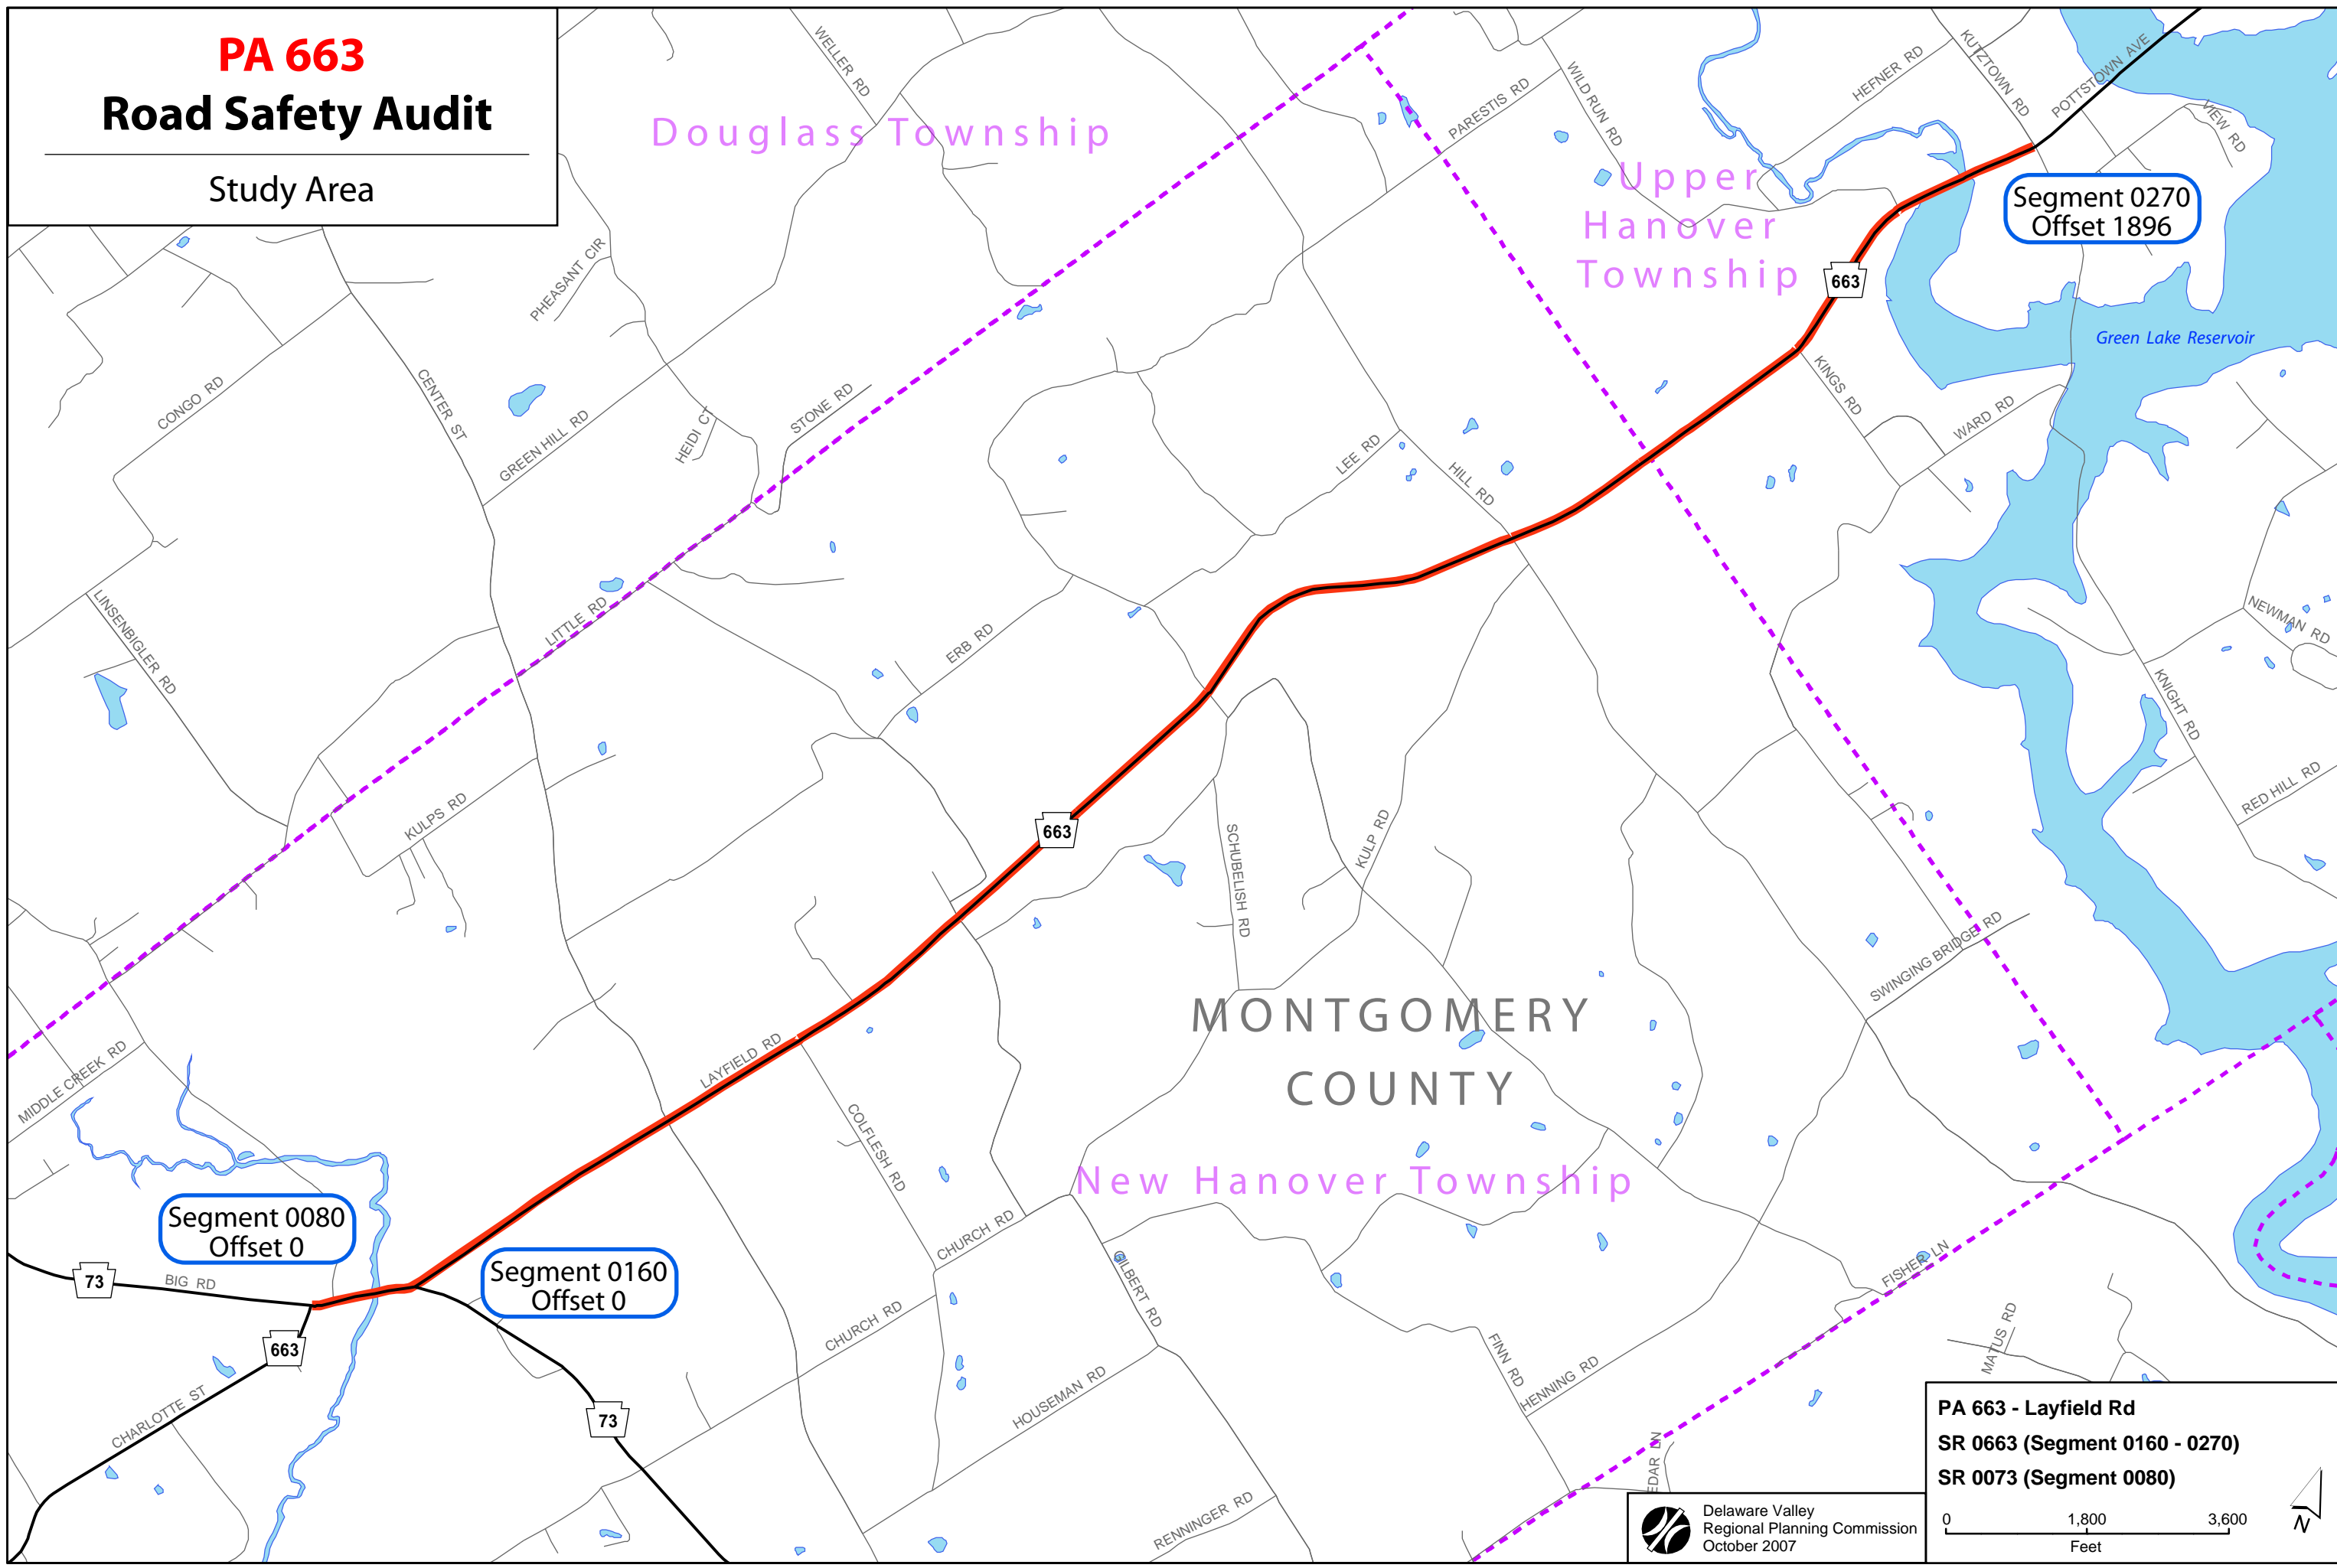 PA 663
Road Safety Audit
Study Area
WELLER RD
Douglass Township
PARESTIS RD
WILD RUN RD
HEFNER RD
KUTZTOWN RD
POTTSTOWN AVE
VIEW RD
Upper
Hanover
Township
Segment 0270
Offset 1896
663
Green Lake Reservoir
PHEASANT CIR
CONGO RD
CENTER ST
GREEN HILL RD
HEIDI CT
STONE RD
LEE RD
HILL RD
KINGS RD
WARD RD
LINSENBIGLER RD
LITTLE RD
ERB RD
NEWMAN RD
KNIGHT RD
RED HILL RD
KULPS RD
663
SCHUBELISH RD
KULP RD
SWINGING BRIDGE RD
MONTGOMERY
COUNTY
LAYFIELD RD
MIDDLE CREEK RD
COLFLESH RD
New Hanover Township
CHURCH RD
GILBERT RD
FISHER LN
Segment 0080
Offset 0
Segment 0160
Offset 0
73
BIG RD
663
CHARLOTTE ST
73
CHURCH RD
HOUSEMAN RD
FINN RD
HENNING RD
MATUS RD
EDAR LN
RENNINGER RD
PA 663 - Layfield Rd
SR 0663 (Segment 0160 - 0270)
SR 0073 (Segment 0080)
0 1,800 3,600
Feet
N
Delaware Valley
Regional Planning Commission
October 2007